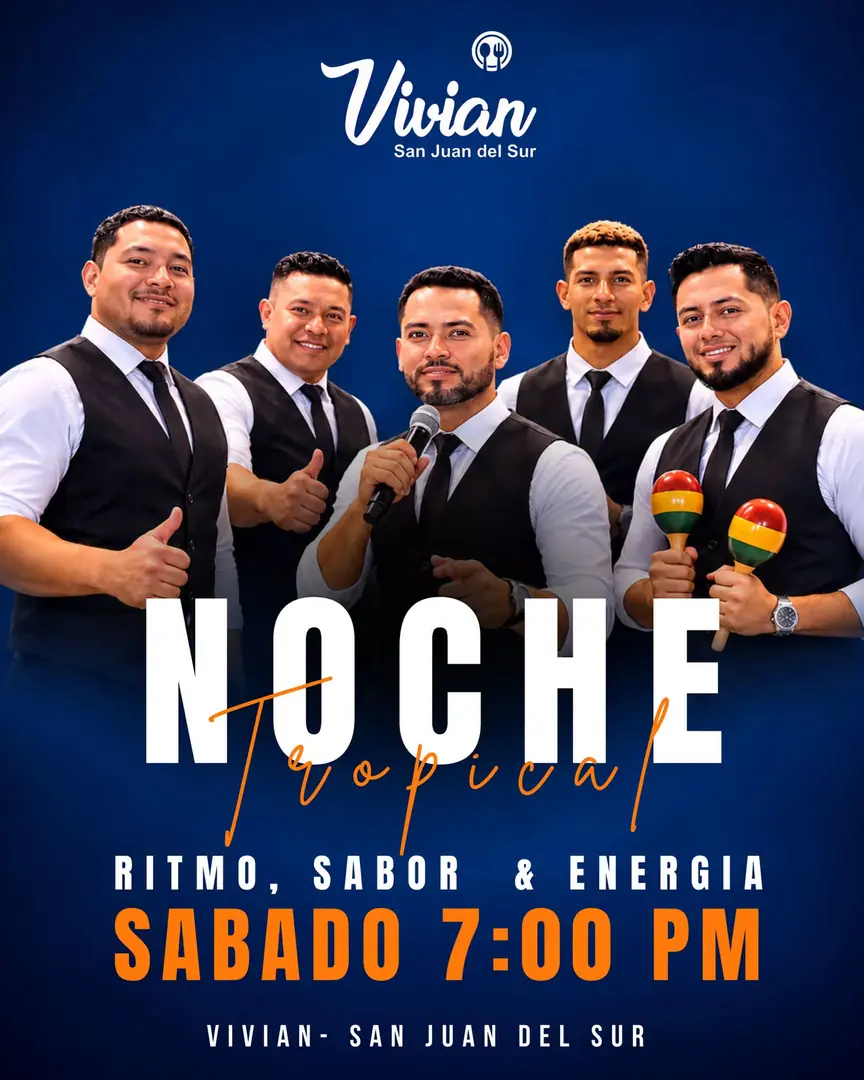 Vivian
San Juan del Sur
NOCHE
Tropical
RITMO, SABOR & ENERGIA
SABADO 7:00 PM
VIVIAN- SAN JUAN DEL SUR